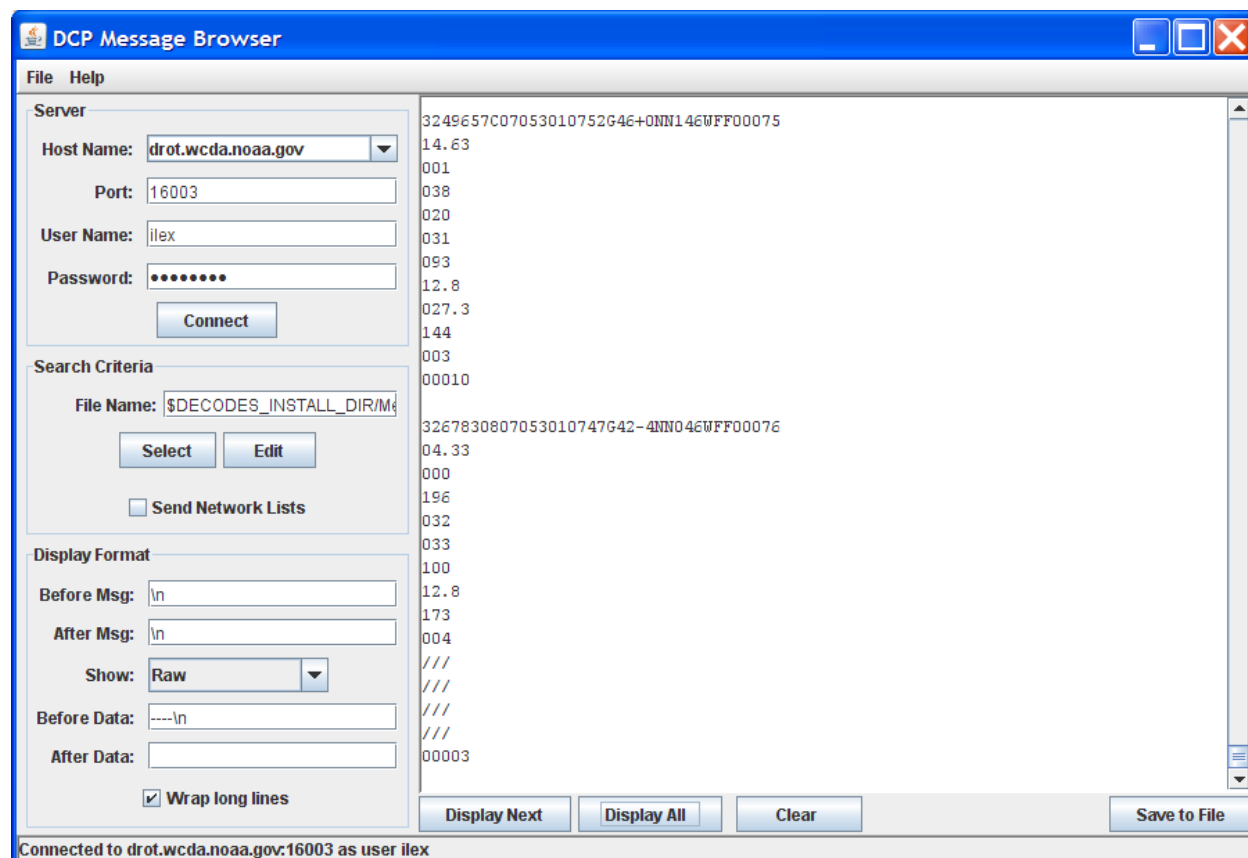 DCP Message Browser
File Help
Server
Host Name: drot.wcda.noaa.gov
Port: 16003
User Name: ilex
Password: ••••••••
Connect
Search Criteria
File Name: $DECODES_INSTALL_DIR/Me
Select Edit
Send Network Lists
Display Format
Before Msg: \n
After Msg: \n
Show: Raw
Before Data: ----\n
After Data:
Wrap long lines
3249657C07053010752G46+0NN146WFF00075
14.63
001
038
020
031
093
12.8
027.3
144
003
00010
3267830807053010747G42-4NN046WFF00076
04.33
000
196
032
033
100
12.8
173
004
///
///
///
///
00003
Display Next Display All Clear Save to File
Connected to drot.wcda.noaa.gov:16003 as user ilex